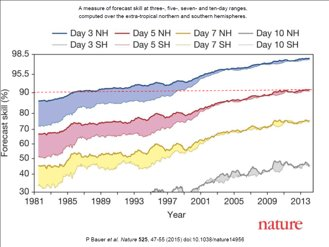 A measure of forecast skill at three-, five-, seven- and ten-day ranges,
computed over the extra-tropical northern and southern hemispheres.
Day 3 NH Day 5 NH Day 7 NH Day 10 NH
Day 3 SH Day 5 SH Day 7 SH Day 10 SH
Forecast skill (%)
98.5
95.5
90
80
70
60
50
40
30
1981 1985 1989 1993 1997 2001 2005 2009 2013
Year
nature
P Bauer et al. Nature 525, 47-55 (2015) doi:10.1038/nature14956